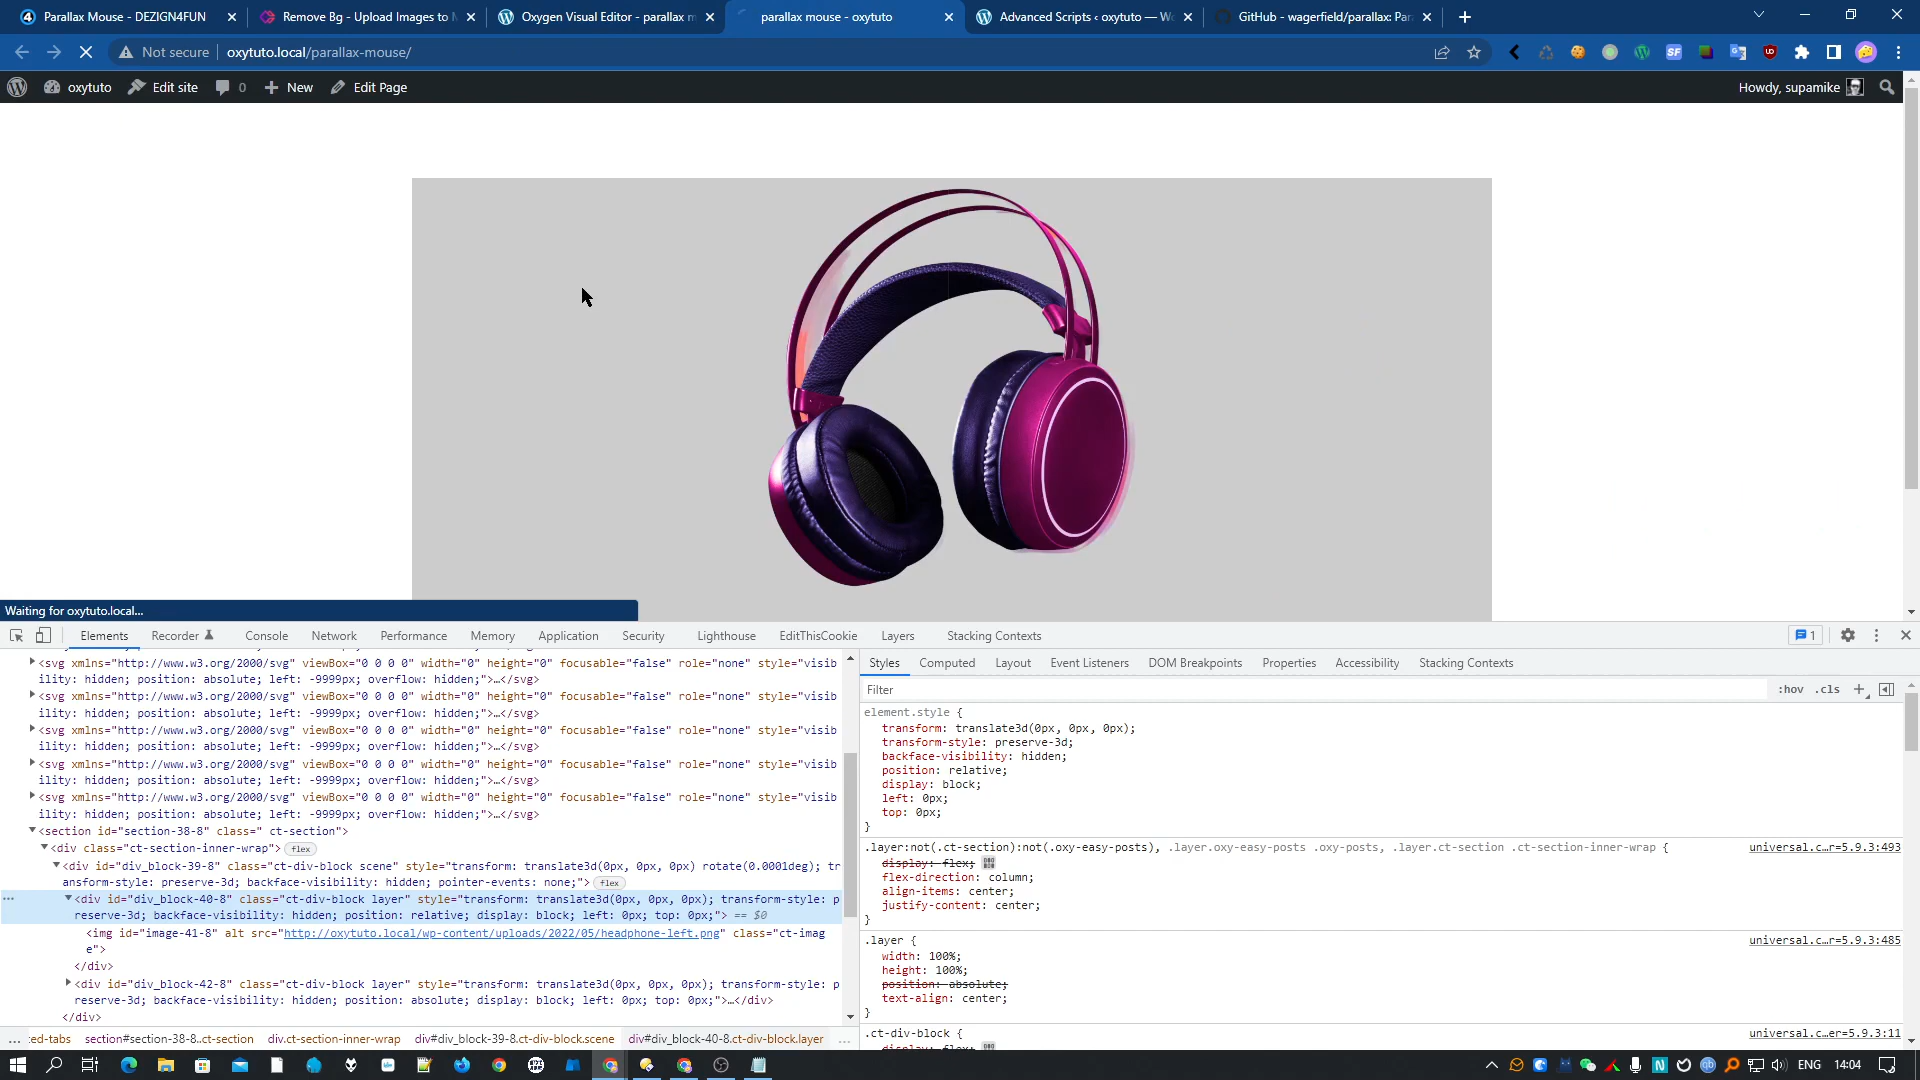 Parallax Mouse - DEZIGN4FUN
Remove Bg - Upload Images to
Oxygen Visual Editor - parallax m
parallax mouse - oxytuto
Advanced Scripts ‹ oxytuto — W
GitHub - wagerfield/parallax: Par
Not secure
oxytuto.local/parallax-mouse/
oxytuto
Edit site
0
New
Edit Page
Howdy, supamike
Waiting for oxytuto.local...
Elements
Recorder
Console
Network
Performance
Memory
Application
Security
Lighthouse
EditThisCookie
Layers
Stacking Contexts
1
<svg xmlns="http://www.w3.org/2000/svg" viewBox="0 0 0 0" width="0" height="0" focusable="false" role="none" style="visib
ility: hidden; position: absolute; left: -9999px; overflow: hidden;">…</svg>
<svg xmlns="http://www.w3.org/2000/svg" viewBox="0 0 0 0" width="0" height="0" focusable="false" role="none" style="visib
ility: hidden; position: absolute; left: -9999px; overflow: hidden;">…</svg>
<svg xmlns="http://www.w3.org/2000/svg" viewBox="0 0 0 0" width="0" height="0" focusable="false" role="none" style="visib
ility: hidden; position: absolute; left: -9999px; overflow: hidden;">…</svg>
<svg xmlns="http://www.w3.org/2000/svg" viewBox="0 0 0 0" width="0" height="0" focusable="false" role="none" style="visib
ility: hidden; position: absolute; left: -9999px; overflow: hidden;">…</svg>
<svg xmlns="http://www.w3.org/2000/svg" viewBox="0 0 0 0" width="0" height="0" focusable="false" role="none" style="visib
ility: hidden; position: absolute; left: -9999px; overflow: hidden;">…</svg>
<section id="section-38-8" class=" ct-section">
<div class="ct-section-inner-wrap"> flex
<div id="div_block-39-8" class="ct-div-block scene" style="transform: translate3d(0px, 0px, 0px) rotate(0.0001deg); tr
ansform-style: preserve-3d; backface-visibility: hidden; pointer-events: none;"> flex
<div id="div_block-40-8" class="ct-div-block layer" style="transform: translate3d(0px, 0px, 0px); transform-style: p
reserve-3d; backface-visibility: hidden; position: relative; display: block; left: 0px; top: 0px;"> == $0
<img id="image-41-8" alt src="http://oxytuto.local/wp-content/uploads/2022/05/headphone-left.png" class="ct-imag
e">
</div>
<div id="div_block-42-8" class="ct-div-block layer" style="transform: translate3d(0px, 0px, 0px); transform-style: p
reserve-3d; backface-visibility: hidden; position: absolute; display: block; left: 0px; top: 0px;">…</div>
</div>
... ed-tabs section#section-38-8..ct-section div.ct-section-inner-wrap div#div_block-39-8.ct-div-block.scene div#div_block-40-8.ct-div-block.layer ...
Styles
Computed
Layout
Event Listeners
DOM Breakpoints
Properties
Accessibility
Stacking Contexts
Filter
:hov .cls
element.style {
transform: translate3d(0px, 0px, 0px);
transform-style: preserve-3d;
backface-visibility: hidden;
position: relative;
display: block;
left: 0px;
top: 0px;
}
.layer:not(.ct-section):not(.oxy-easy-posts), .layer.oxy-easy-posts .oxy-posts, .layer.ct-section .ct-section-inner-wrap { universal.c…r=5.9.3:493
display: flex;
flex-direction: column;
align-items: center;
justify-content: center;
}
.layer { universal.c…r=5.9.3:485
width: 100%;
height: 100%;
position: absolute;
text-align: center;
}
.ct-div-block { universal.c…er=5.9.3:11
display: flex;
ENG
14:04